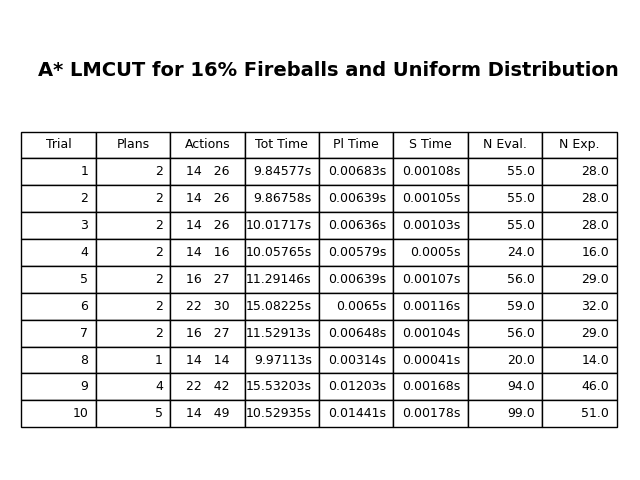 A* LMCUT for 16% Fireballs and Uniform Distribution
Trial Plans Actions Tot Time Pl Time S Time N Eval. N Exp.
1 2 14 26 9.84577s 0.00683s 0.00108s 55.0 28.0
2 2 14 26 9.86758s 0.00639s 0.00105s 55.0 28.0
3 2 14 26 10.01717s 0.00636s 0.00103s 55.0 28.0
4 2 14 16 10.05765s 0.00579s 0.0005s 24.0 16.0
5 2 16 27 11.29146s 0.00639s 0.00107s 56.0 29.0
6 2 22 30 15.08225s 0.0065s 0.00116s 59.0 32.0
7 2 16 27 11.52913s 0.00648s 0.00104s 56.0 29.0
8 1 14 14 9.97113s 0.00314s 0.00041s 20.0 14.0
9 4 22 42 15.53203s 0.01203s 0.00168s 94.0 46.0
10 5 14 49 10.52935s 0.01441s 0.00178s 99.0 51.0